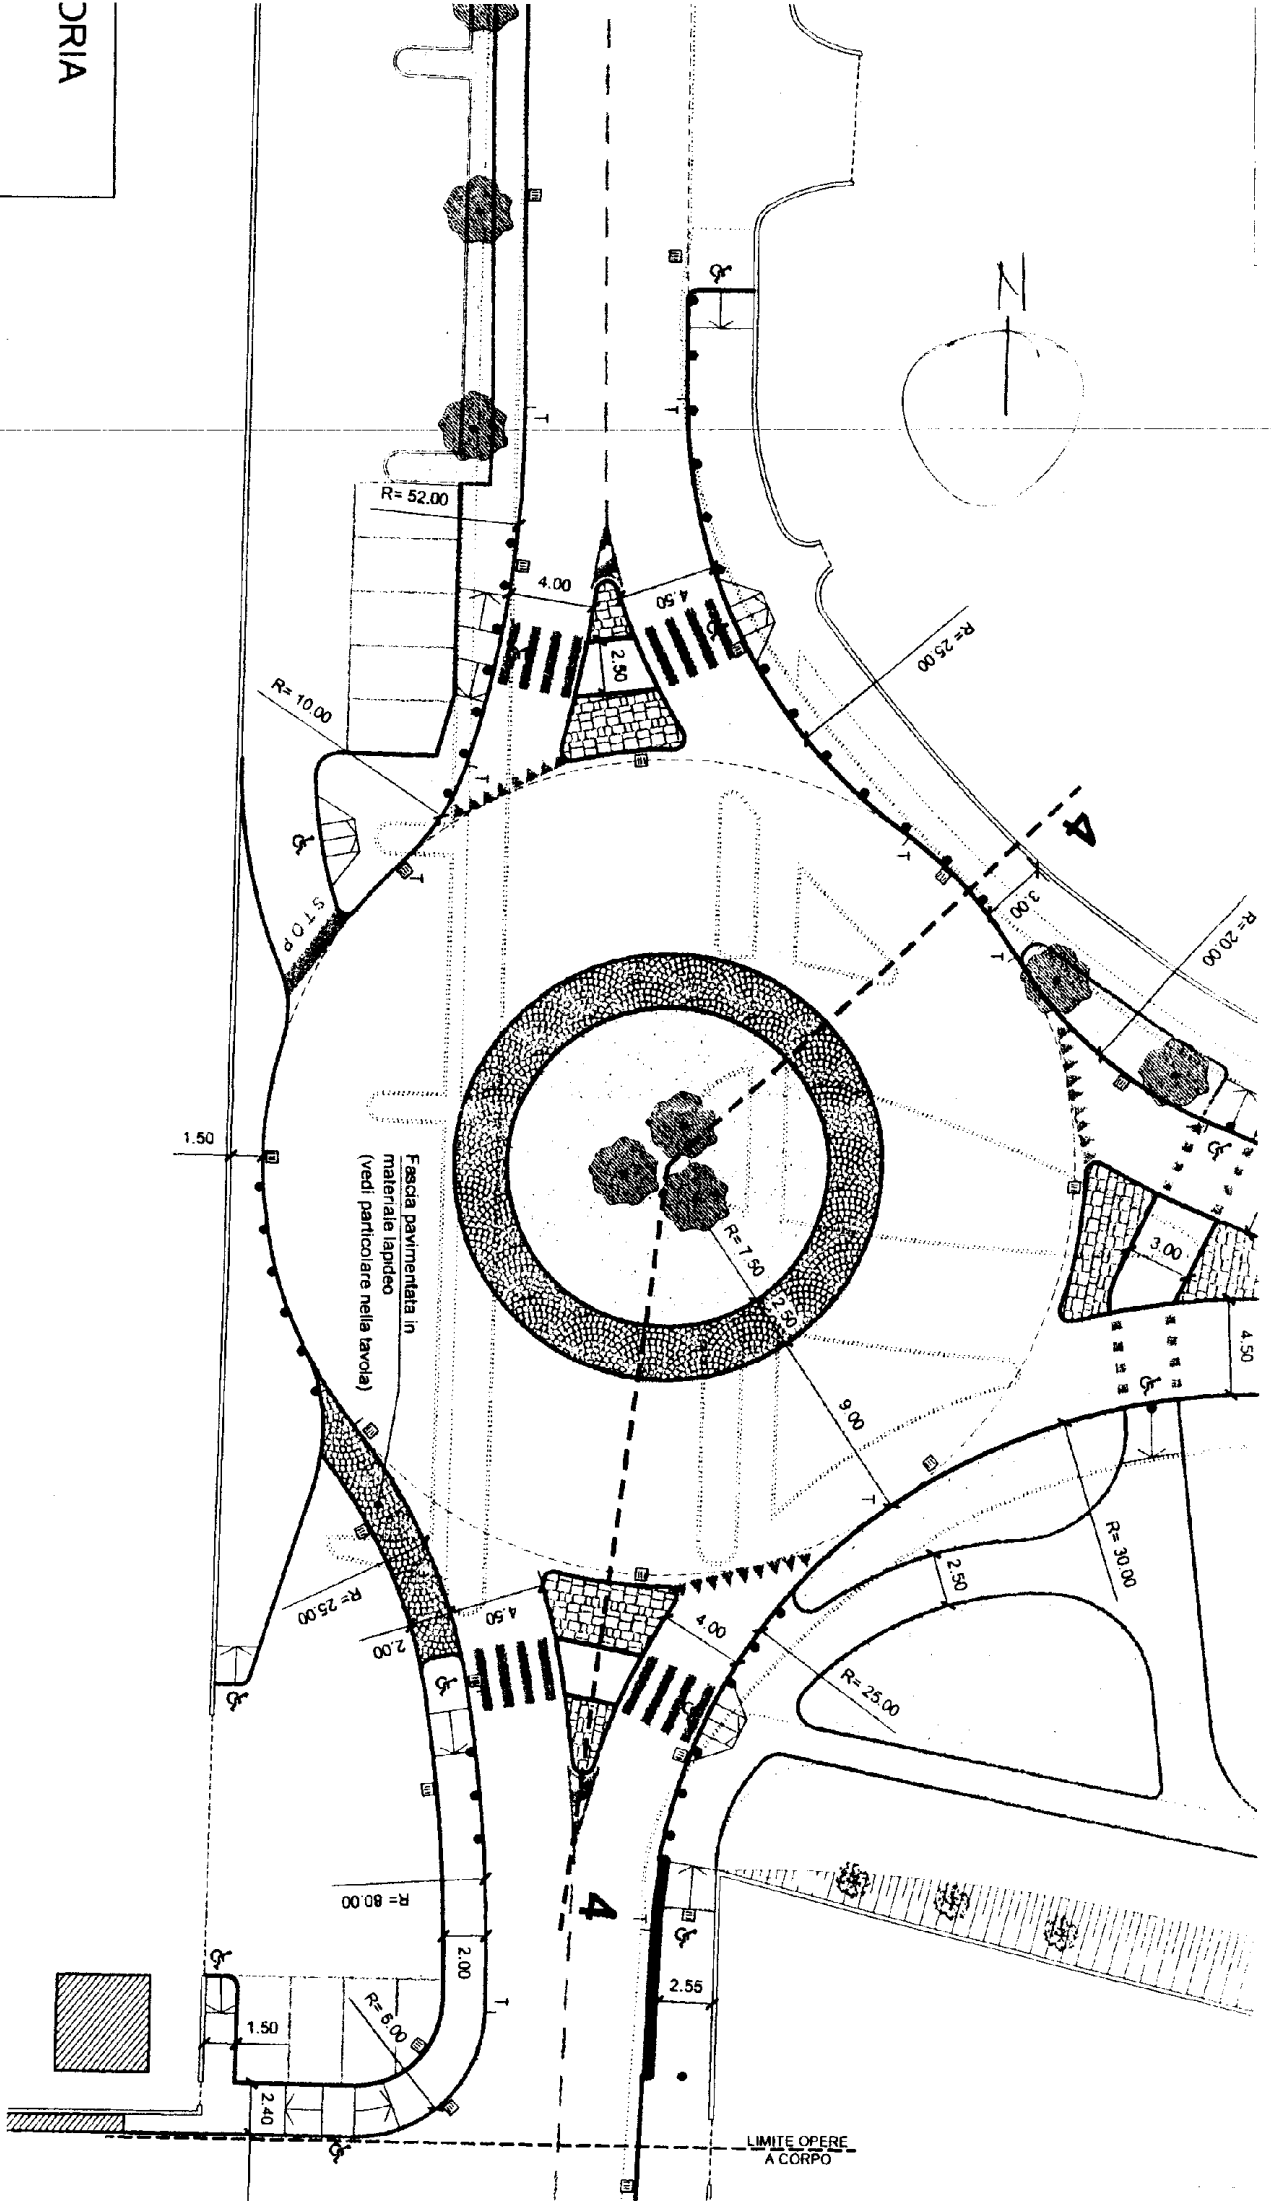 ORIA
N
R= 52.00
4.00
4.50
2.50
R= 25.00
R= 10.00
4
3.00
R= 20.00
STOP
1.50
Fascia pavimentata in
materiale lapideo
(vedi particolare nella tavola)
R= 7.50
2.50
9.00
3.00
4.50
R= 30.00
2.50
R= 25.00
2.00
4.50
4.00
R= 25.00
R= 80.00
4
2.00
2.55
R= 6.00
1.50
2.40
LIMITE OPERE
A CORPO
T
T
T
T
T
T
T
T